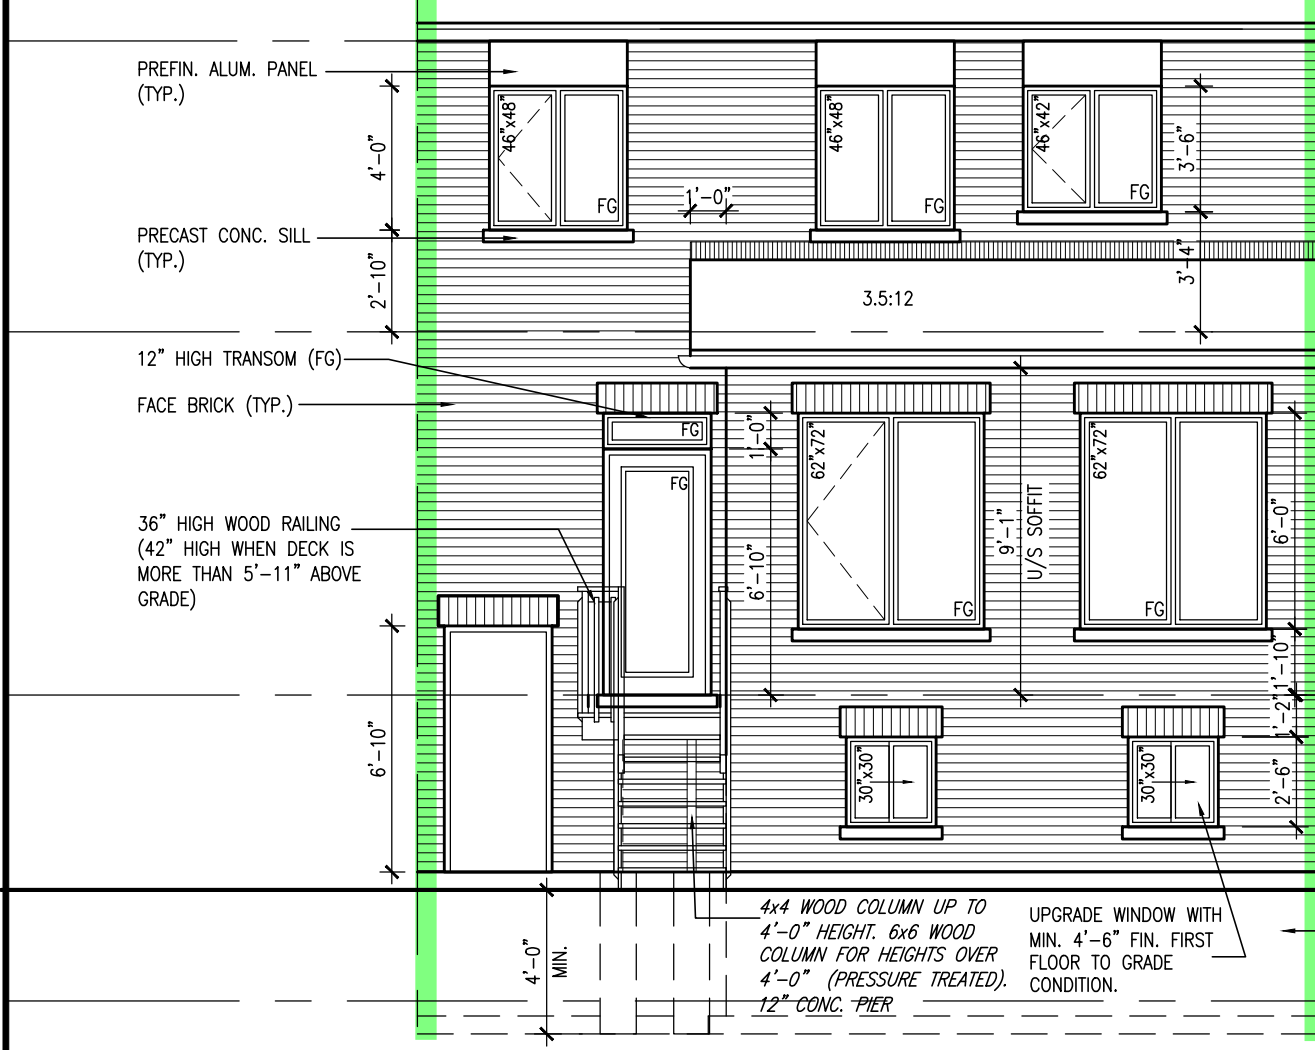 PREFIN. ALUM. PANEL
(TYP.)
46"x48"
FG
46"x48"
FG
46"x42"
FG
4'-0"
3'-6"
1'-0"
PRECAST CONC. SILL
(TYP.)
2'-10"
3'-4"
3.5:12
12" HIGH TRANSOM (FG)
FACE BRICK (TYP.)
FG
1'-0"
62"x72"
62"x72"
FG
36" HIGH WOOD RAILING
(42" HIGH WHEN DECK IS
MORE THAN 5'-11" ABOVE
GRADE)
6'-10"
9'-1"
U/S SOFFIT
6'-0"
FG
FG
1'-10"
1'-2"
6'-10"
30"x30"
30"x30"
2'-6"
4'-0"
MIN.
4x4 WOOD COLUMN UP TO
4'-0" HEIGHT. 6x6 WOOD
COLUMN FOR HEIGHTS OVER
4'-0" (PRESSURE TREATED).
12" CONC. PIER
UPGRADE WINDOW WITH
MIN. 4'-6" FIN. FIRST
FLOOR TO GRADE
CONDITION.